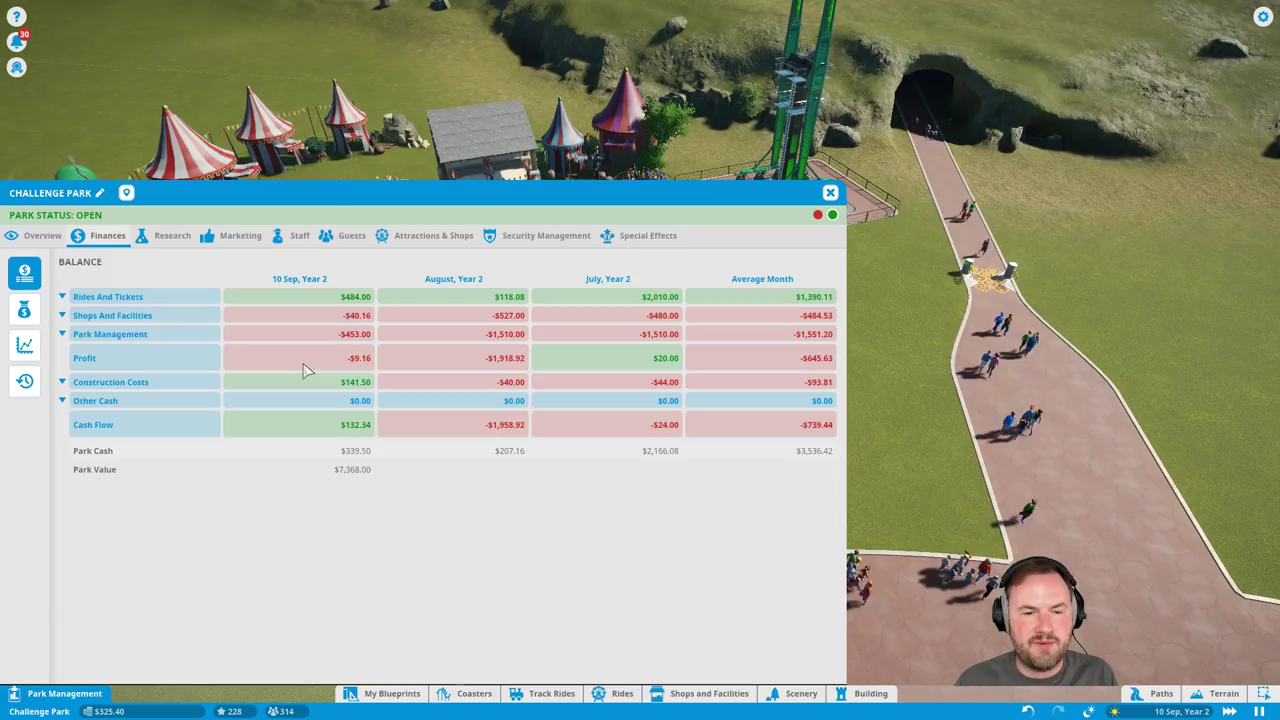 ?
30
CHALLENGE PARK
PARK STATUS: OPEN
Overview Finances Research Marketing Staff Guests Attractions & Shops Security Management Special Effects
BALANCE
10 Sep, Year 2 August, Year 2 July, Year 2 Average Month
Rides And Tickets $484.00 $118.08 $2,010.00 $1,390.11
Shops And Facilities -$40.16 -$527.00 -$480.00 -$484.53
Park Management -$453.00 -$1,510.00 -$1,510.00 -$1,551.20
Profit -$9.16 -$1,918.92 $20.00 -$645.63
Construction Costs $141.50 -$40.00 -$44.00 -$93.81
Other Cash $0.00 $0.00 $0.00 $0.00
Cash Flow $132.34 -$1,958.92 -$24.00 -$739.44
Park Cash $339.50 $207.16 $2,166.08 $3,536.42
Park Value $7,368.00
Park Management My Blueprints Coasters Track Rides Rides Shops and Facilities Scenery Building Paths Terrain
Challenge Park $325.40 228 314 10 Sep, Year 2